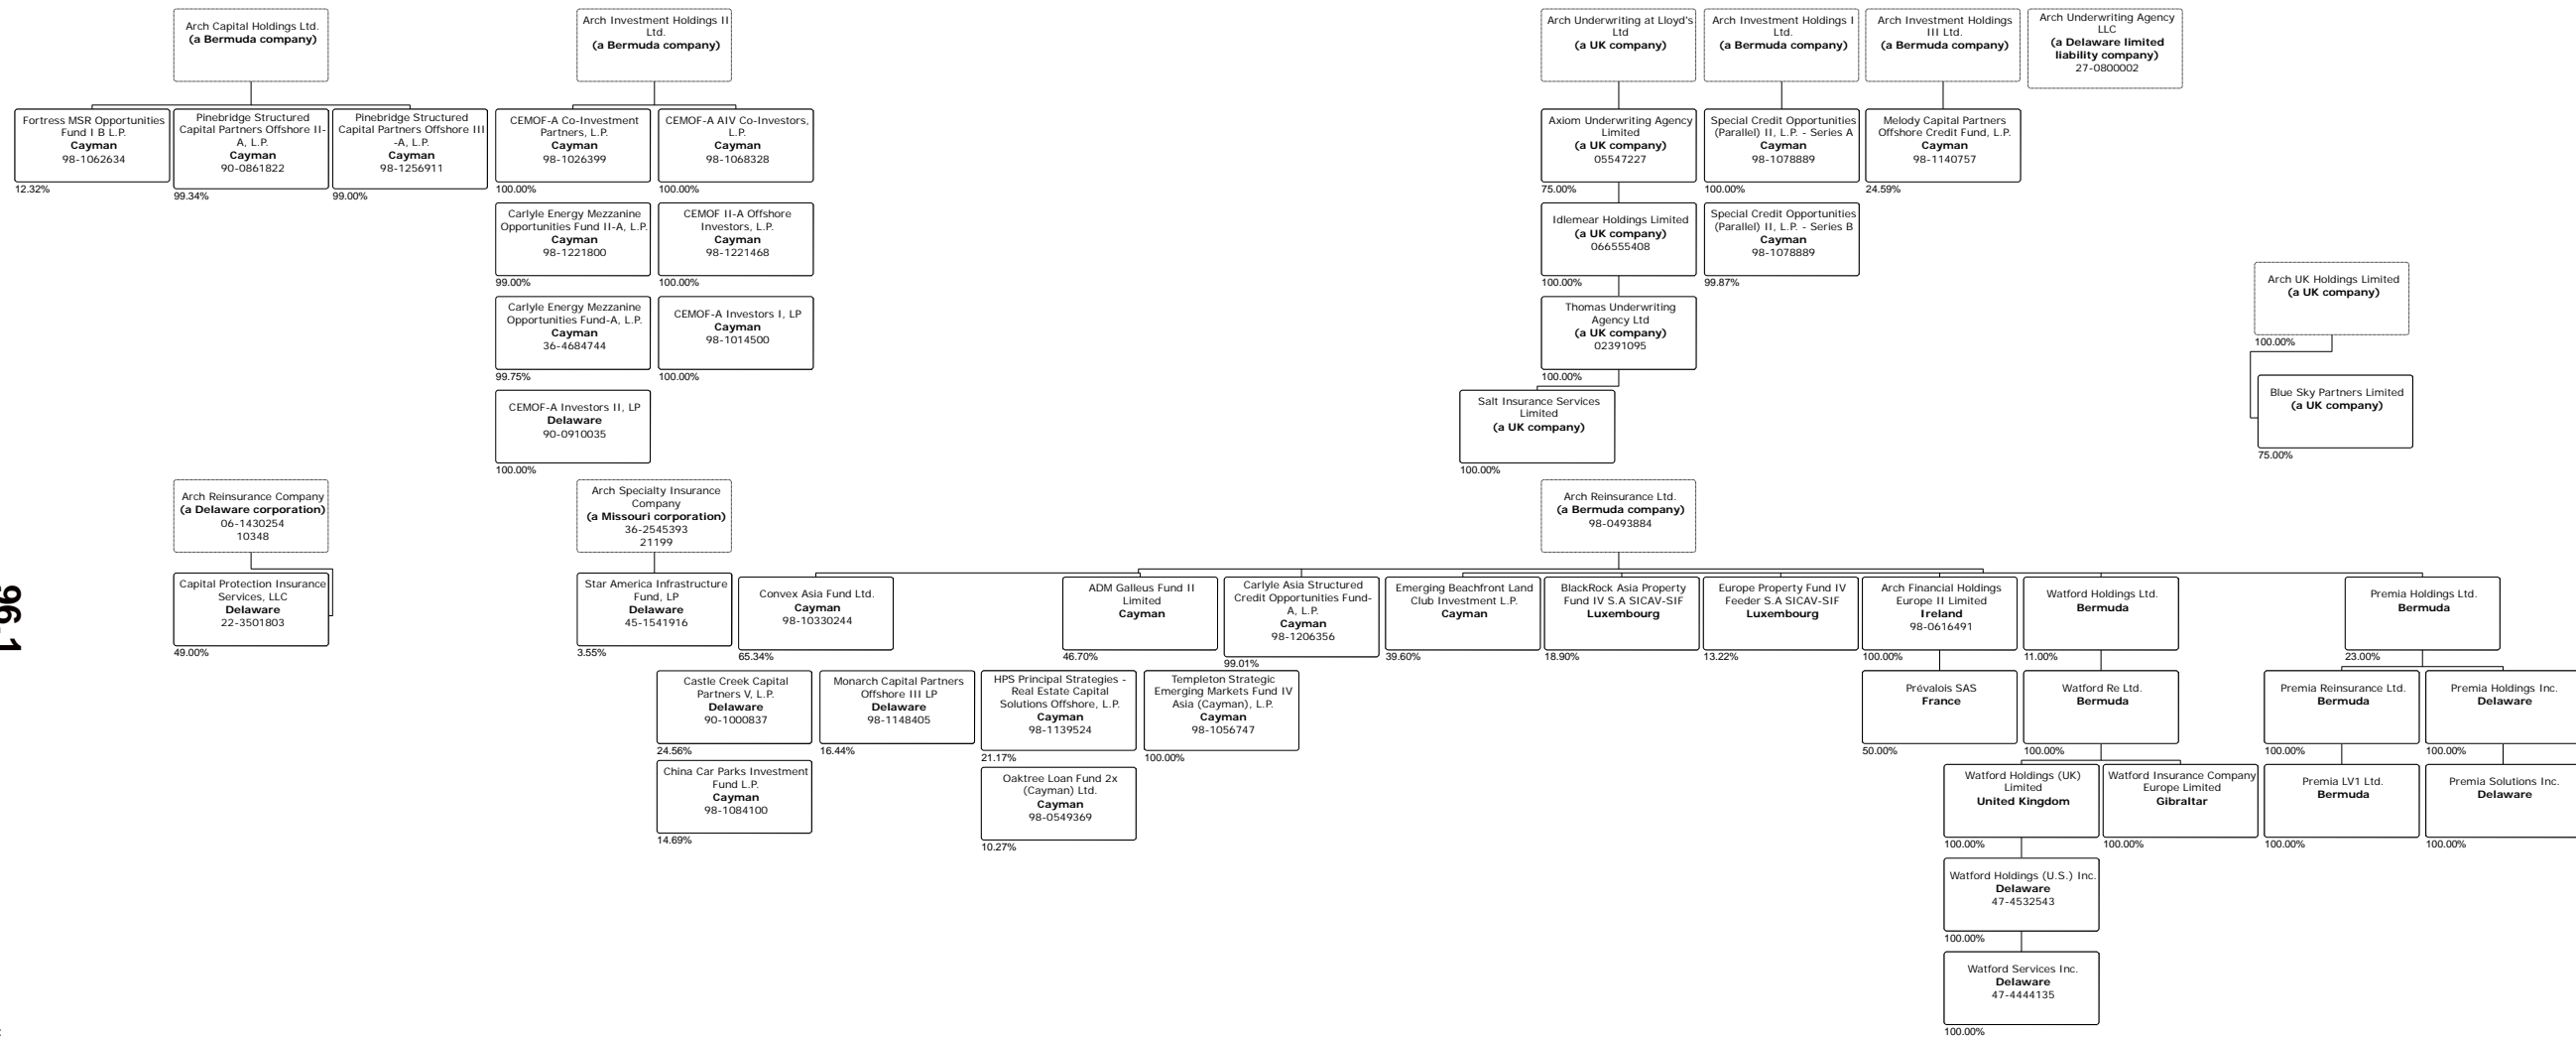 Arch Capital Holdings Ltd.
(a Bermuda company)
Arch Investment Holdings II
Ltd.
(a Bermuda company)
Arch Underwriting at Lloyd's
Ltd
(a UK company)
Arch Investment Holdings I
Ltd.
(a Bermuda company)
Arch Investment Holdings
III Ltd.
(a Bermuda company)
Arch Underwriting Agency
LLC
(a Delaware limited
liability company)
27-0800002
Fortress MSR Opportunities
Fund I B L.P.
Cayman
98-1062634
12.32%
Pinebridge Structured
Capital Partners Offshore II-
A, L.P.
Cayman
90-0861822
99.34%
Pinebridge Structured
Capital Partners Offshore III
-A, L.P.
Cayman
98-1256911
99.00%
CEMOF-A Co-Investment
Partners, L.P.
Cayman
98-1026399
100.00%
CEMOF-A AIV Co-Investors,
L.P.
Cayman
98-1068328
100.00%
Axiom Underwriting Agency
Limited
(a UK company)
05547227
75.00%
Special Credit Opportunities
(Parallel) II, L.P. - Series A
Cayman
98-1078889
100.00%
Melody Capital Partners
Offshore Credit Fund, L.P.
Cayman
98-1140757
24.59%
Carlyle Energy Mezzanine
Opportunities Fund II-A, L.P.
Cayman
98-1221800
99.00%
CEMOF II-A Offshore
Investors, L.P.
Cayman
98-1221468
100.00%
Idlemear Holdings Limited
(a UK company)
066555408
100.00%
Special Credit Opportunities
(Parallel) II, L.P. - Series B
Cayman
98-1078889
99.87%
Arch UK Holdings Limited
(a UK company)
100.00%
Carlyle Energy Mezzanine
Opportunities Fund-A, L.P.
Cayman
36-4684744
99.75%
CEMOF-A Investors I, LP
Cayman
98-1014500
100.00%
Thomas Underwriting
Agency Ltd
(a UK company)
02391095
100.00%
Blue Sky Partners Limited
(a UK company)
75.00%
CEMOF-A Investors II, LP
Delaware
90-0910035
100.00%
Salt Insurance Services
Limited
(a UK company)
100.00%
Arch Reinsurance Company
(a Delaware corporation)
06-1430254
10348
Arch Specialty Insurance
Company
(a Missouri corporation)
36-2545393
21199
Arch Reinsurance Ltd.
(a Bermuda company)
98-0493884
96.1
Capital Protection Insurance
Services, LLC
Delaware
22-3501803
49.00%
Star America Infrastructure
Fund, LP
Delaware
45-1541916
3.55%
Convex Asia Fund Ltd.
Cayman
98-10330244
65.34%
ADM Galleus Fund II
Limited
Cayman
46.70%
Carlyle Asia Structured
Credit Opportunities Fund-
A, L.P.
Cayman
98-1206356
99.01%
Emerging Beachfront Land
Club Investment L.P.
Cayman
39.60%
BlackRock Asia Property
Fund IV S.A SICAV-SIF
Luxembourg
18.90%
Europe Property Fund IV
Feeder S.A SICAV-SIF
Luxembourg
13.22%
Arch Financial Holdings
Europe II Limited
Ireland
98-0616491
100.00%
Watford Holdings Ltd.
Bermuda
11.00%
Premia Holdings Ltd.
Bermuda
23.00%
Castle Creek Capital
Partners V, L.P.
Delaware
90-1000837
24.56%
Monarch Capital Partners
Offshore III LP
Delaware
98-1148405
16.44%
HPS Principal Strategies -
Real Estate Capital
Solutions Offshore, L.P.
Cayman
98-1139524
21.17%
Templeton Strategic
Emerging Markets Fund IV
Asia (Cayman), L.P.
Cayman
98-1056747
100.00%
Prévalois SAS
France
50.00%
Watford Re Ltd.
Bermuda
100.00%
Premia Reinsurance Ltd.
Bermuda
100.00%
Premia Holdings Inc.
Delaware
100.00%
China Car Parks Investment
Fund L.P.
Cayman
98-1084100
14.69%
Oaktree Loan Fund 2x
(Cayman) Ltd.
Cayman
98-0549369
10.27%
Watford Holdings (UK)
Limited
United Kingdom
100.00%
Watford Insurance Company
Europe Limited
Gibraltar
100.00%
Premia LV1 Ltd.
Bermuda
100.00%
Premia Solutions Inc.
Delaware
100.00%
Watford Holdings (U.S.) Inc.
Delaware
47-4532543
100.00%
Watford Services Inc.
Delaware
47-4444135
100.00%